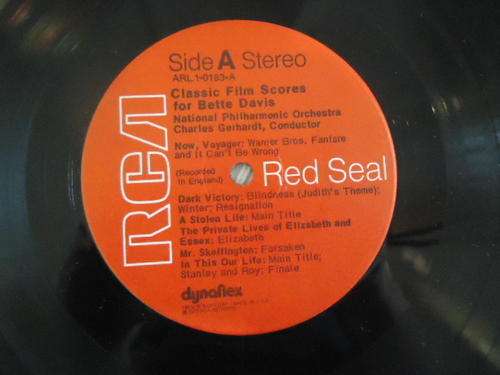 Side A Stereo
ARL 1-0183-A
Classic Film Scores
for Bette Davis
National Philharmonic Orchestra
Charles Gerhardt, Conductor
Now, Voyager: Warner Bros. Fanfare
and It Can't Be Wrong
(Recorded
in England)
RCA
Red Seal
Dark Victory: Blindness (Judith's Theme);
Winter; Resignation
A Stolen Life: Main Title
The Private Lives of Elizabeth and
Essex: Elizabeth
Mr. Skeffington: Forsaken
In This Our Life: Main Title;
Stanley and Roy; Finale
dynaflex